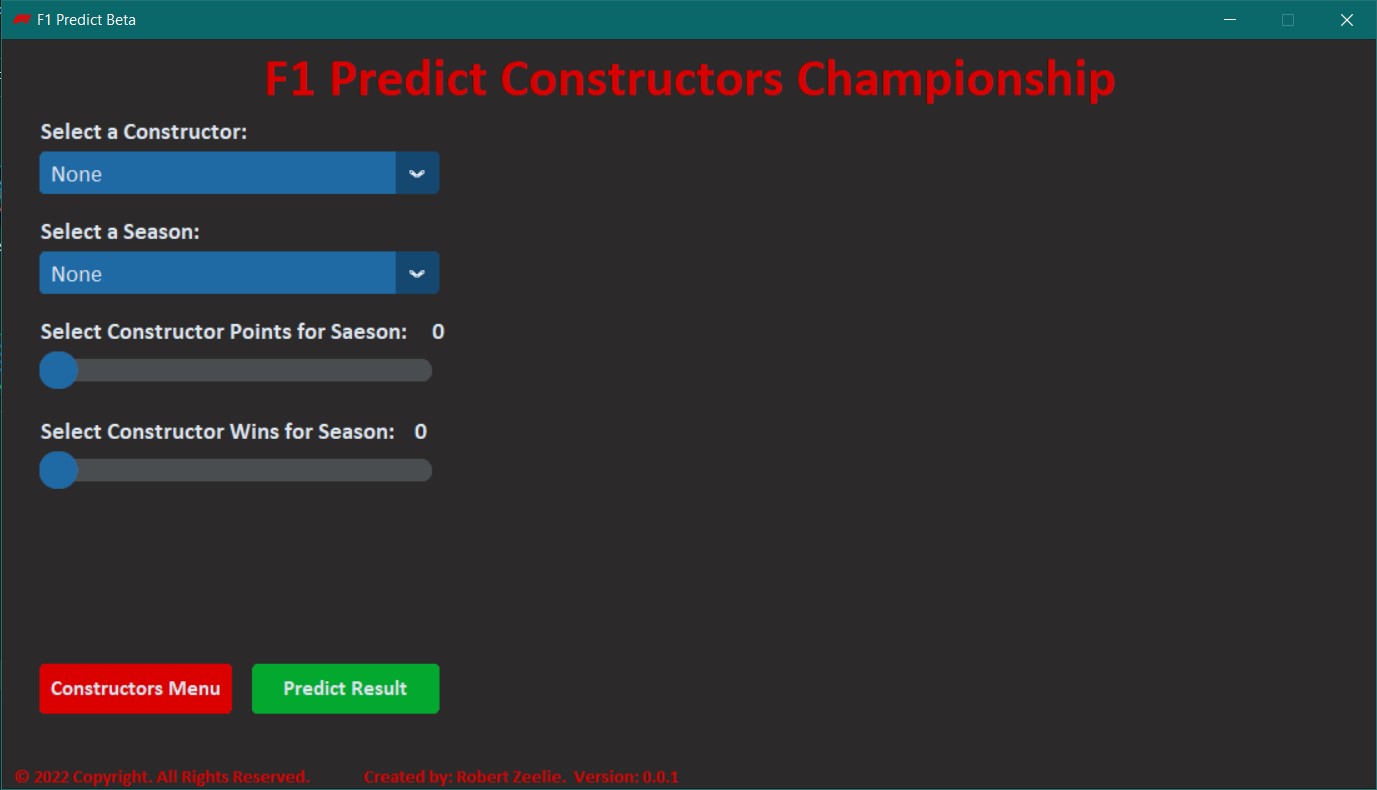 F1 Predict Beta
F1 Predict Constructors Championship
Select a Constructor:
None
Select a Season:
None
Select Constructor Points for Saeson: 0
Select Constructor Wins for Season: 0
Constructors Menu Predict Result
© 2022 Copyright. All Rights Reserved. Created by: Robert Zeelie. Version: 0.0.1